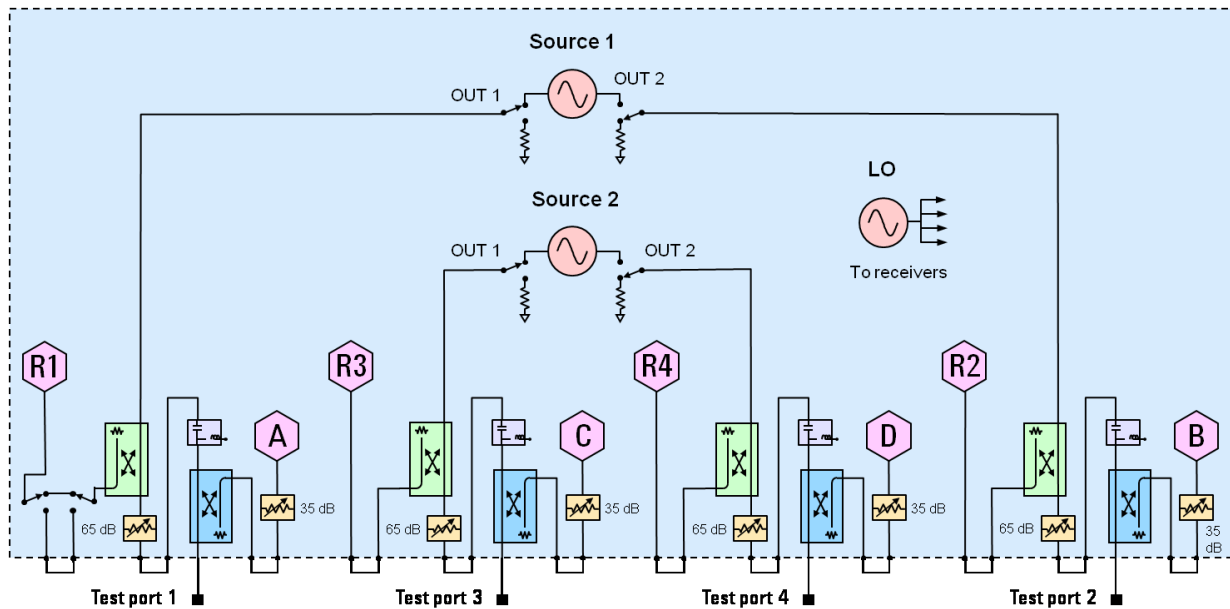 Source 1
OUT 1
OUT 2
LO
Source 2
OUT 1
OUT 2
To receivers
R1
R3
R4
R2
A
C
D
B
65 dB
35 dB
65 dB
35 dB
65 dB
35 dB
65 dB
35
dB
Test port 1
Test port 3
Test port 4
Test port 2